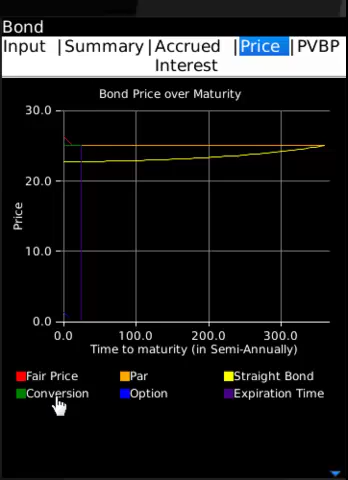 Bond
Input |Summary|Accrued Interest |Price |PVBP
Bond Price over Maturity
30.0
20.0
10.0
0.0
Price
0.0 100.0 200.0 300.0
Time to maturity (in Semi-Annually)
Fair Price Par Straight Bond
Conversion Option Expiration Time